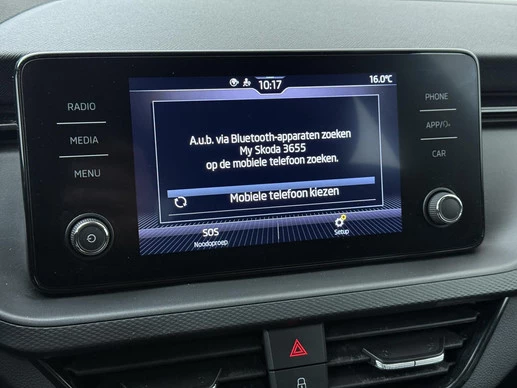 10:17
16.0°C
RADIO
MEDIA
MENU
PHONE
APP/
CAR
A.u.b. via Bluetooth-apparaten zoeken
My Skoda 3655
op de mobiele telefoon zoeken.
Mobiele telefoon kiezen
SOS
Noodoproep
Setup